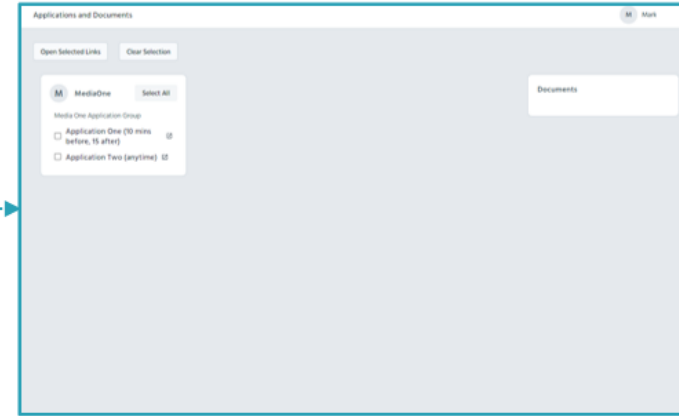 Applications and Documents
M Mark
Open Selected Links
Clear Selection
M MediaOne
Select All
Documents
Media One Application Group
Application One (10 mins
before, 15 after)
Application Two (anytime)